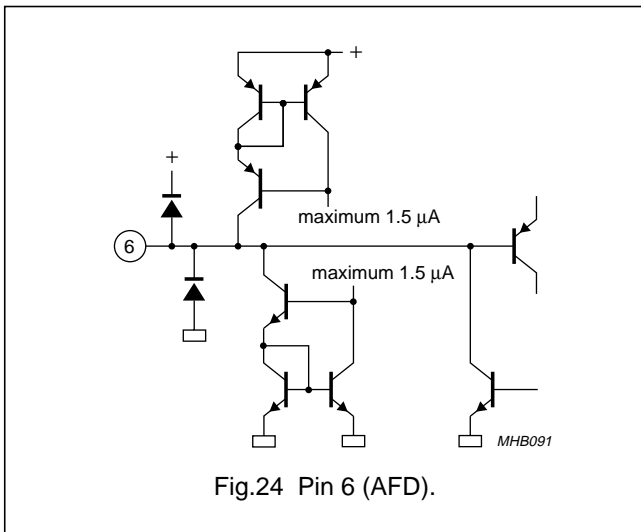 +
+
maximum 1.5 μA
6
maximum 1.5 μA
MHB091
Fig.24 Pin 6 (AFD).